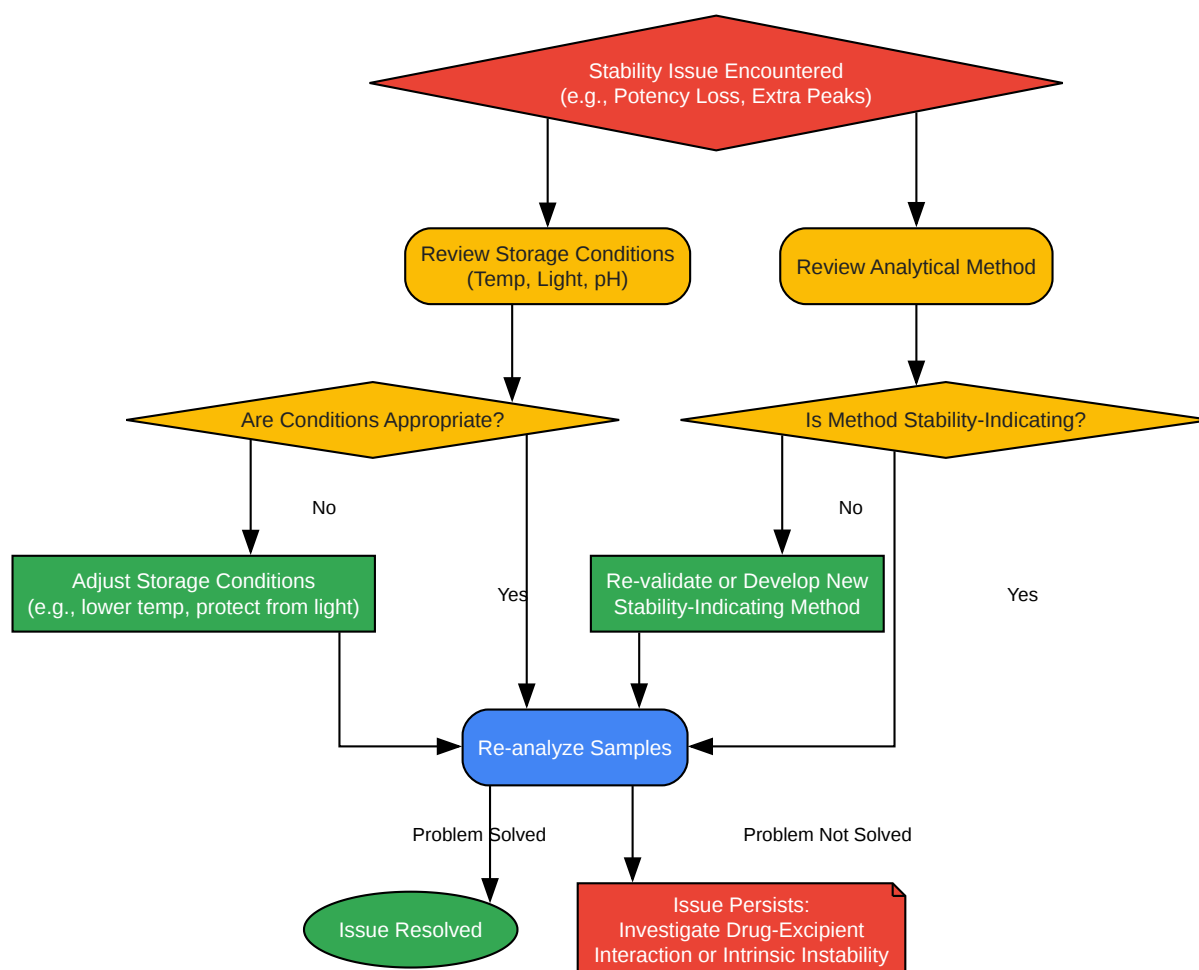 Stability Issue Encountered
(e.g., Potency Loss, Extra Peaks)
Review Storage Conditions
(Temp, Light, pH)
Review Analytical Method
Are Conditions Appropriate?
Is Method Stability-Indicating?
No
No
Adjust Storage Conditions
(e.g., lower temp, protect from light)
Yes
Re-validate or Develop New
Stability-Indicating Method
Yes
Re-analyze Samples
Problem Solved
Problem Not Solved
Issue Resolved
Issue Persists:
Investigate Drug-Excipient
Interaction or Intrinsic Instability